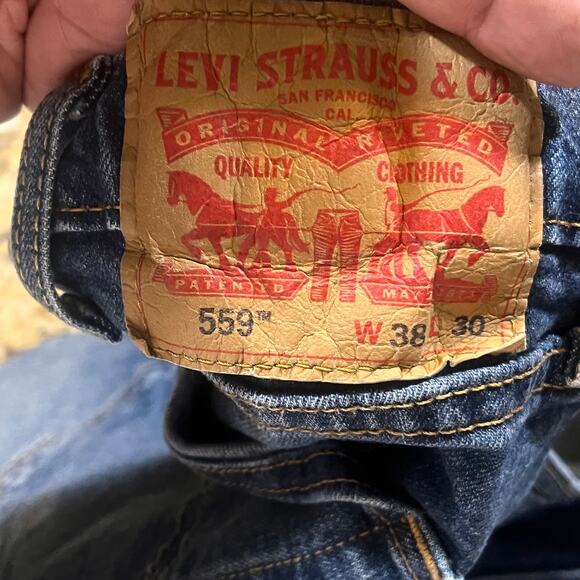 LEVI STRAUSS & CO.
SAN FRANCISCO
CAL.
ORIGINAL RIVETED
QUALITY CLOTHING
PATENTED MAY
559™ W 38 L 30